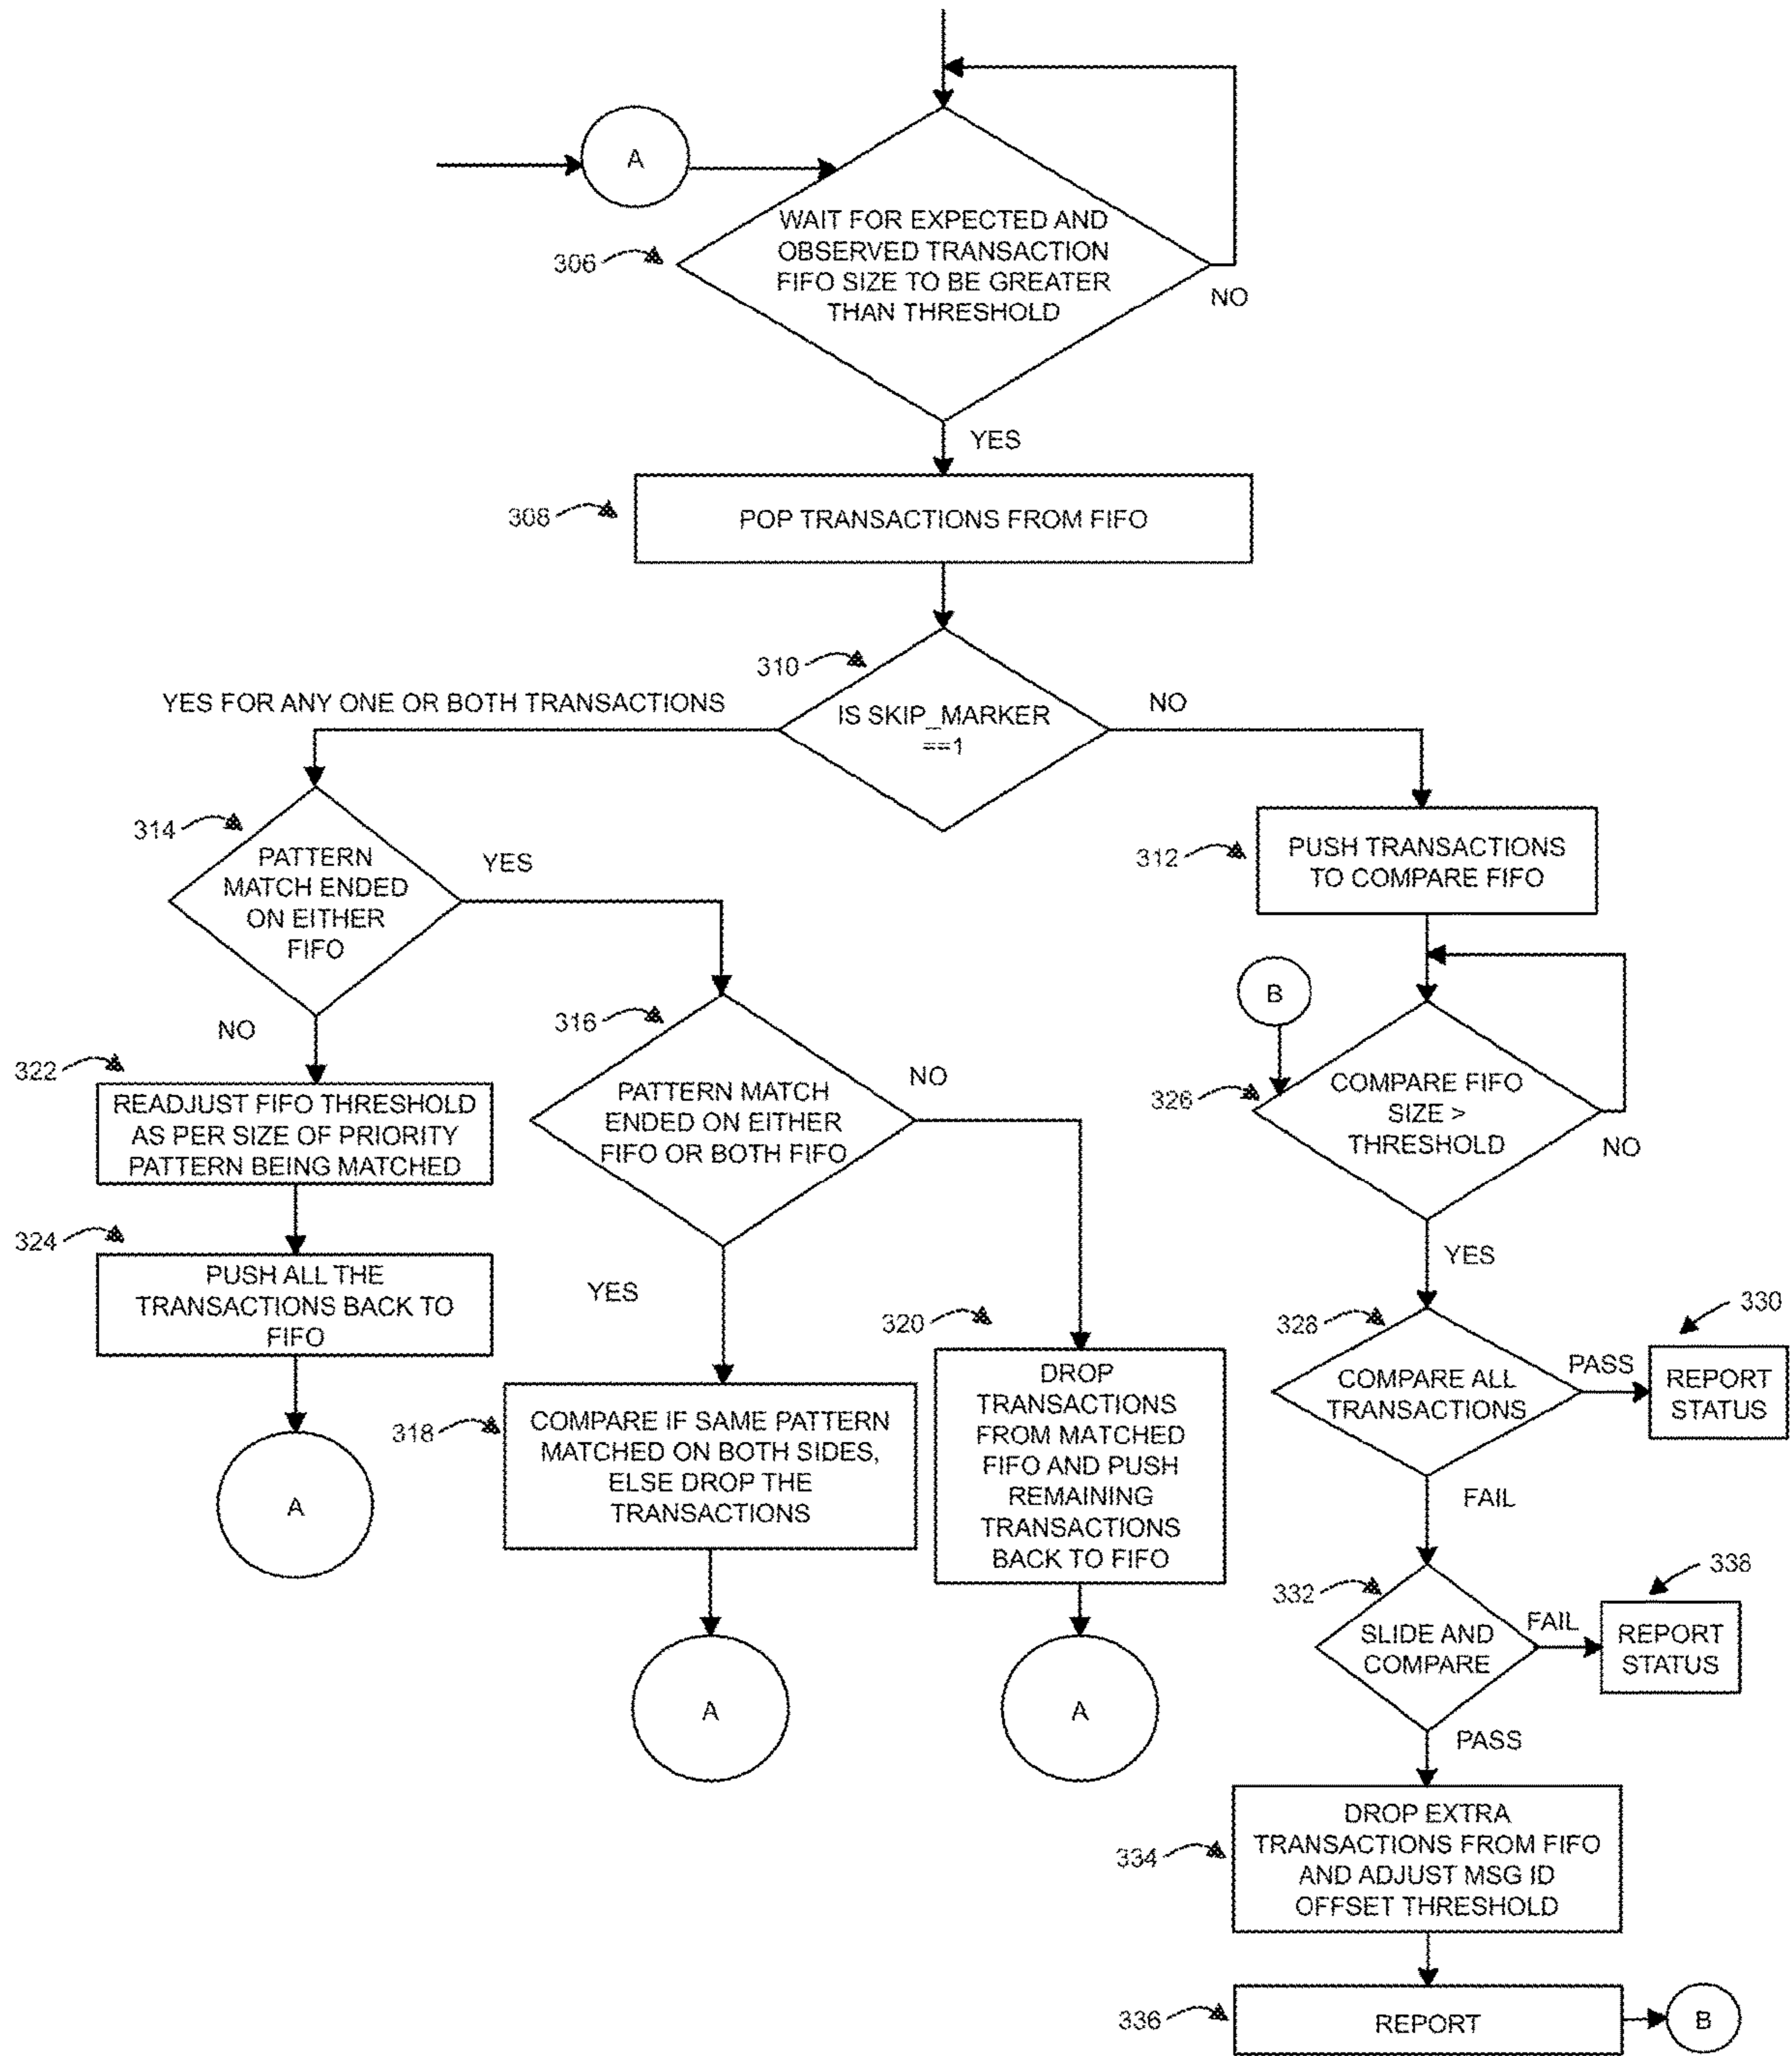 A
WAIT FOR EXPECTED AND
OBSERVED TRANSACTION
FIFO SIZE TO BE GREATER
THAN THRESHOLD
306
NO
YES
308
POP TRANSACTIONS FROM FIFO
310
YES FOR ANY ONE OR BOTH TRANSACTIONS
IS SKIP_MARKER
==1
NO
314
PATTERN
MATCH ENDED
ON EITHER
FIFO
YES
NO
312
PUSH TRANSACTIONS
TO COMPARE FIFO
B
316
PATTERN MATCH
ENDED ON EITHER
FIFO OR BOTH FIFO
NO
YES
322
READJUST FIFO THRESHOLD
AS PER SIZE OF PRIORITY
PATTERN BEING MATCHED
324
PUSH ALL THE
TRANSACTIONS BACK TO
FIFO
A
326
COMPARE FIFO
SIZE >
THRESHOLD
NO
YES
318
COMPARE IF SAME PATTERN
MATCHED ON BOTH SIDES,
ELSE DROP THE
TRANSACTIONS
A
320
DROP
TRANSACTIONS
FROM MATCHED
FIFO AND PUSH
REMAINING
TRANSACTIONS
BACK TO FIFO
A
328
COMPARE ALL
TRANSACTIONS
PASS
330
REPORT
STATUS
FAIL
332
SLIDE AND
COMPARE
FAIL
338
REPORT
STATUS
PASS
334
DROP EXTRA
TRANSACTIONS FROM FIFO
AND ADJUST MSG ID
OFFSET THRESHOLD
336
REPORT
B